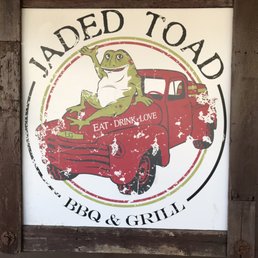 JADED TOAD
EAT · DRINK · LOVE
BBQ & GRILL